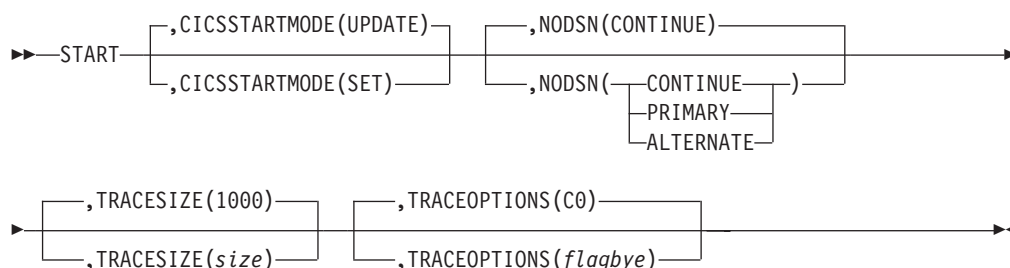 ,CICSSTARTMODE(UPDATE) ,NODSN(CONTINUE)
START
,CICSSTARTMODE(SET) ,NODSN( CONTINUE )
PRIMARY
ALTERNATE
,TRACESIZE(1000) ,TRACEOPTIONS(C0)
,TRACESIZE(size) ,TRACEOPTIONS(flagbye)